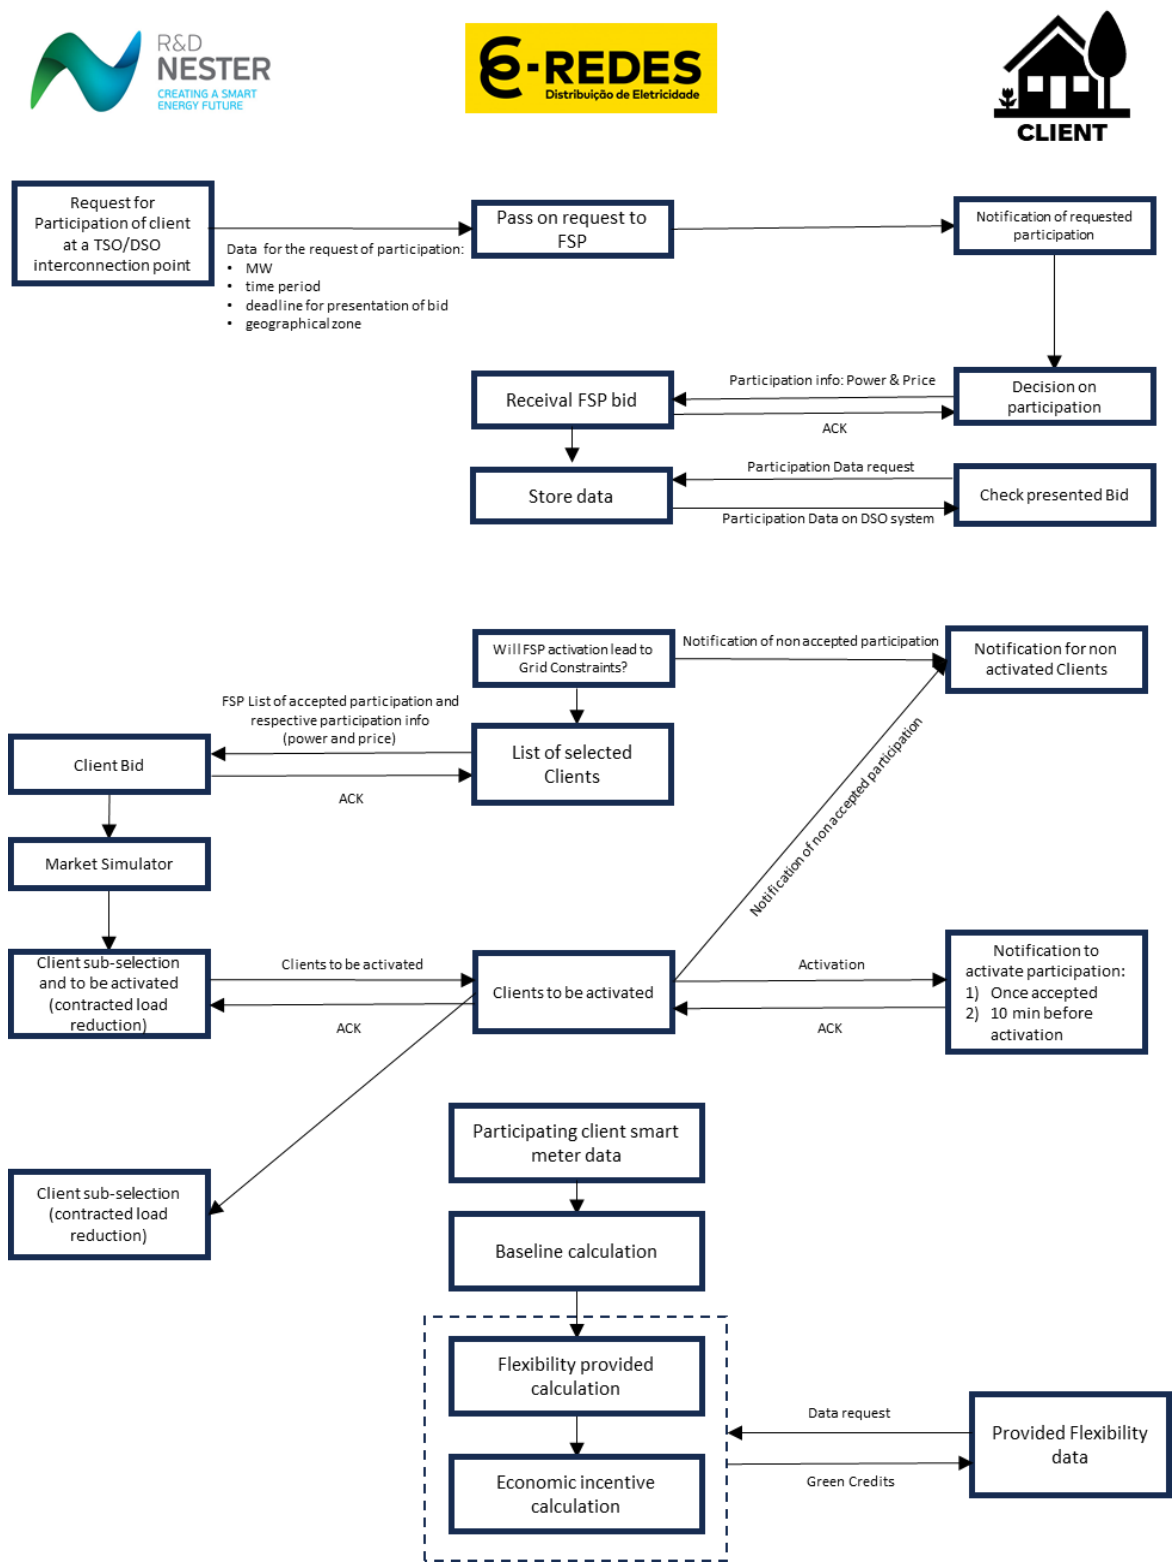 R&D
NESTER
CREATING A SMART
ENERGY FUTURE
e-REDES
Distribuição de Eletricidade
CLIENT
Request for
Participation of client
at a TSO/DSO
interconnection point
Data for the request of participation:
• MW
• time period
• deadline for presentation of bid
• geographical zone
Pass on request to
FSP
Notification of requested
participation
Receival FSP bid
Participation info: Power & Price
ACK
Decision on
participation
Store data
Participation Data request
Participation Data on DSO system
Check presented Bid
Will FSP activation lead to
Grid Constraints?
Notification of non accepted participation
Notification for non
activated Clients
FSP List of accepted participation and
respective participation info
(power and price)
Client Bid
ACK
List of selected
Clients
Notification of non accepted participation
Market Simulator
Client sub-selection
and to be activated
(contracted load
reduction)
Clients to be activated
ACK
Clients to be activated
Activation
ACK
Notification to
activate participation:
1) Once accepted
2) 10 min before
activation
Participating client smart
meter data
Client sub-selection
(contracted load
reduction)
Baseline calculation
Flexibility provided
calculation
Economic incentive
calculation
Data request
Green Credits
Provided Flexibility
data